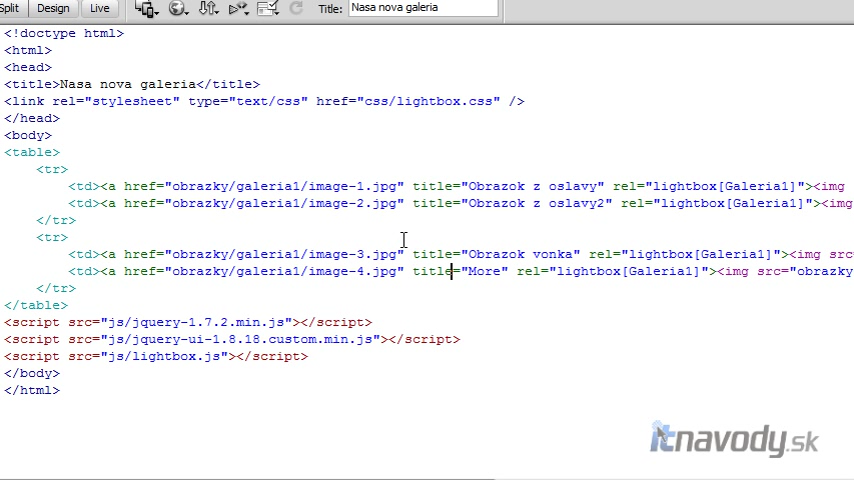 Split Design Live Title: Nasa nova galeria
<!doctype html>
<html>
<head>
<title>Nasa nova galeria</title>
<link rel="stylesheet" type="text/css" href="css/lightbox.css" />
</head>
<body>
<table>
<tr>
<td><a href="obrazky/galeria1/image-1.jpg" title="Obrazok z oslavy" rel="lightbox[Galeria1]"><img
<td><a href="obrazky/galeria1/image-2.jpg" title="Obrazok z oslavy2" rel="lightbox[Galeria1]"><img
</tr>
<tr>
<td><a href="obrazky/galeria1/image-3.jpg" title="Obrazok vonka" rel="lightbox[Galeria1]"><img src
<td><a href="obrazky/galeria1/image-4.jpg" title="More" rel="lightbox[Galeria1]"><img src="obrazky
</tr>
</table>
<script src="js/jquery-1.7.2.min.js"></script>
<script src="js/jquery-ui-1.8.18.custom.min.js"></script>
<script src="js/lightbox.js"></script>
</body>
</html>
itnavody.sk